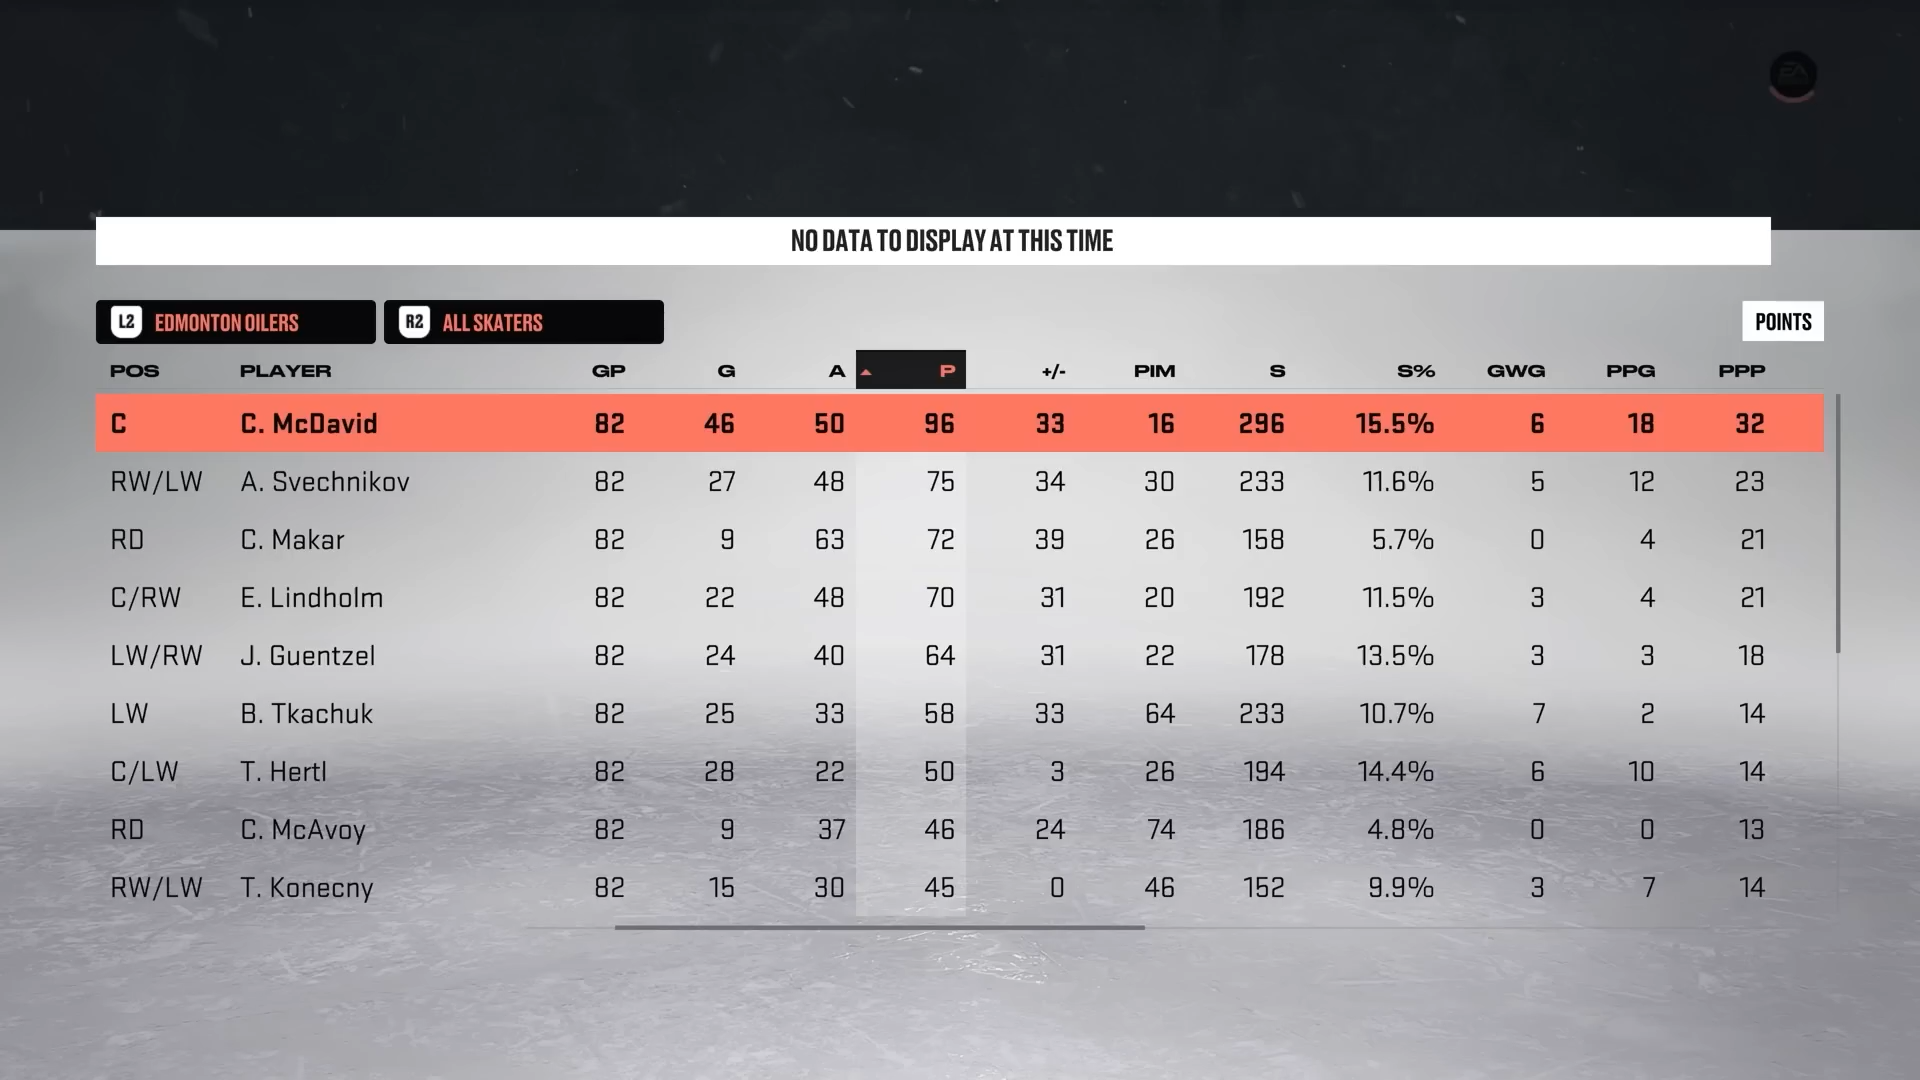 EA
NO DATA TO DISPLAY AT THIS TIME
L2 EDMONTON OILERS R2 ALL SKATERS POINTS
POS PLAYER GP G A P +/- PIM S S% GWG PPG PPP
C C. McDavid 82 46 50 96 33 16 296 15.5% 6 18 32
RW/LW A. Svechnikov 82 27 48 75 34 30 233 11.6% 5 12 23
RD C. Makar 82 9 63 72 39 26 158 5.7% 0 4 21
C/RW E. Lindholm 82 22 48 70 31 20 192 11.5% 3 4 21
LW/RW J. Guentzel 82 24 40 64 31 22 178 13.5% 3 3 18
LW B. Tkachuk 82 25 33 58 33 64 233 10.7% 7 2 14
C/LW T. Hertl 82 28 22 50 3 26 194 14.4% 6 10 14
RD C. McAvoy 82 9 37 46 24 74 186 4.8% 0 0 13
RW/LW T. Konecny 82 15 30 45 0 46 152 9.9% 3 7 14